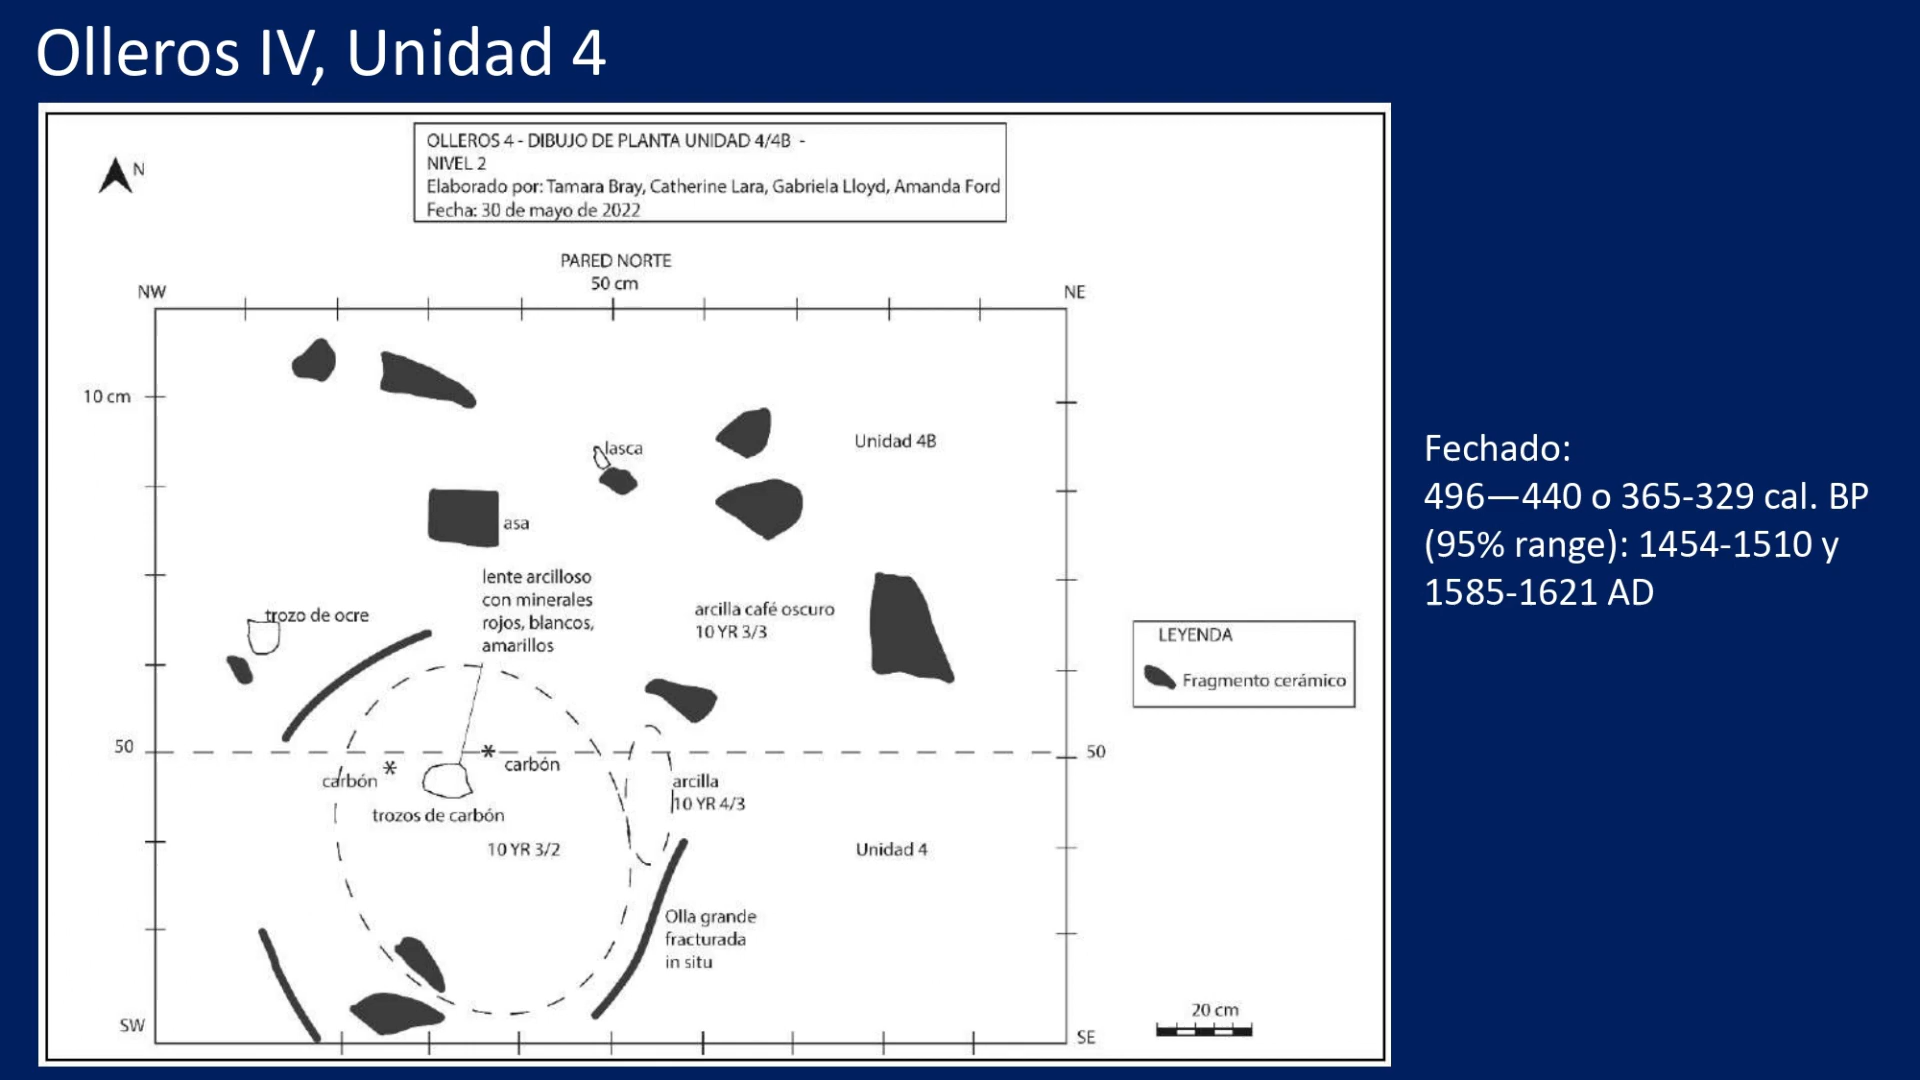 Olleros IV, Unidad 4
OLLEROS 4 - DIBUJO DE PLANTA UNIDAD 4/4B -
NIVEL 2
Elaborado por: Tamara Bray, Catherine Lara, Gabriela Lloyd, Amanda Ford
Fecha: 30 de mayo de 2022
N
PARED NORTE
50 cm
NW
NE
10 cm
lasca
Unidad 4B
asa
lente arcilloso
con minerales
rojos, blancos,
amarillos
trozo de ocre
arcilla café oscuro
10 YR 3/3
50
50
carbón
carbón
trozos de carbón
10 YR 3/2
arcilla
10 YR 4/3
Unidad 4
Olla grande
fracturada
in situ
SW
SE
20 cm
LEYENDA
Fragmento cerámico
Fechado:
496—440 o 365-329 cal. BP
(95% range): 1454-1510 y
1585-1621 AD